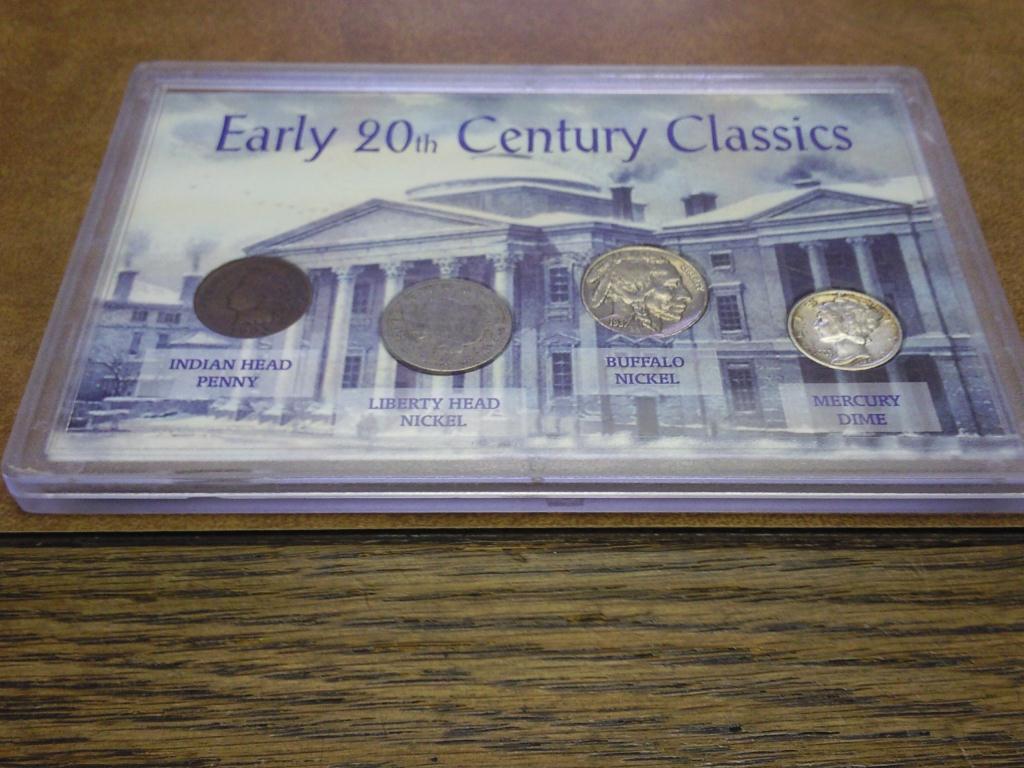 Early 20th Century Classics
INDIAN HEAD
PENNY
LIBERTY HEAD
NICKEL
BUFFALO
NICKEL
MERCURY
DIME